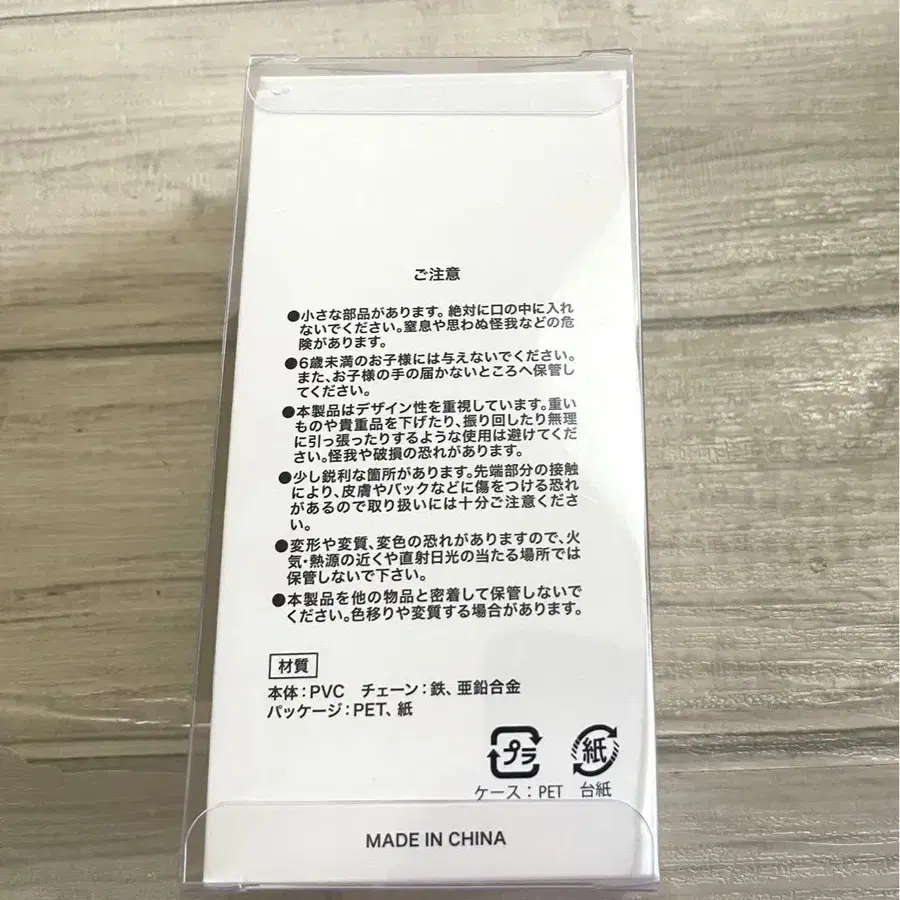 ご注意
●小さな部品があります。絶対に口の中に入れ
ないでください。窒息や思わぬ怪我などの危
険があります。
●6歳未満のお子様には与えないでください。
また、お子様の手の届かないところへ保管し
てください。
●本製品はデザイン性を重視しています。重い
ものや貴重品を下げたり、振り回したり無理
に引っ張ったりするような使用は避けてくだ
さい。怪我や破損の恐れがあります。
●少し鋭利な箇所があります。先端部分の接触
により、皮膚やバックなどに傷をつける恐れ
があるので取り扱いには十分ご注意くださ
い。
●変形や変質、変色の恐れがありますので、火
気・熱源の近くや直射日光の当たる場所では
保管しないで下さい。
●本製品を他の物品と密着して保管しないで
ください。色移りや変質する場合があります。
材質
本体：PVC　チェーン：鉄、亜鉛合金
パッケージ：PET、紙
プラ 紙
ケース：PET 台紙
MADE IN CHINA